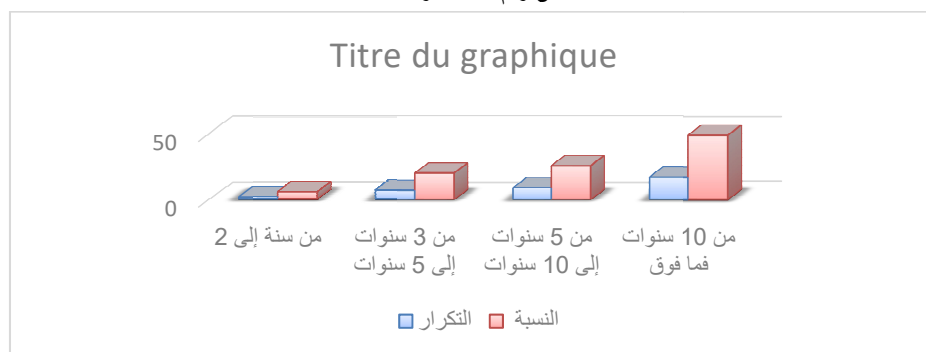 Titre du graphique
50
0
من سنة إلى 2
من 3 سنوات
إلى 5 سنوات
من 5 سنوات
إلى 10 سنوات
من 10 سنوات
فما فوق
التكرار
النسبة